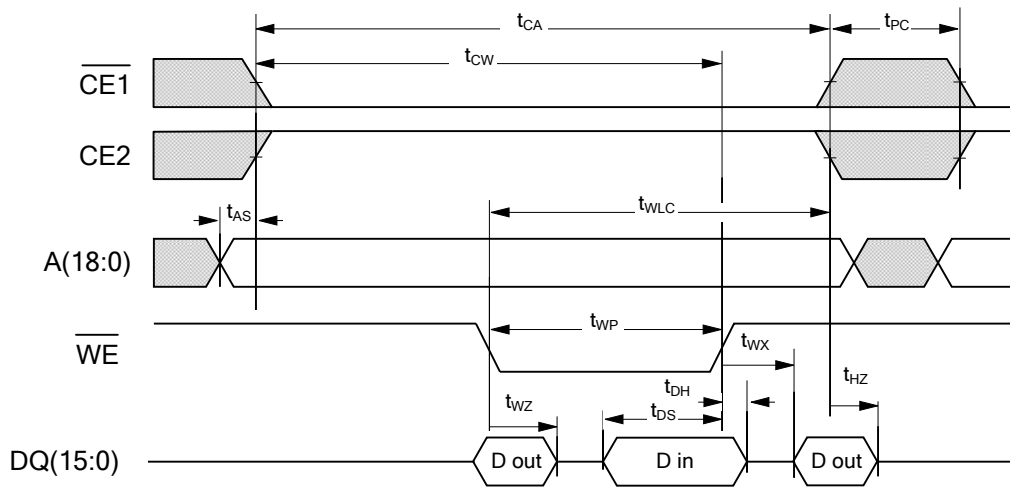 tCA
tPC
tCW
CE1
CE2
tAS
tWLC
A(18:0)
tWP
WE
tWX
tDH
tHZ
tWZ
tDS
DQ(15:0)
D out
D in
D out